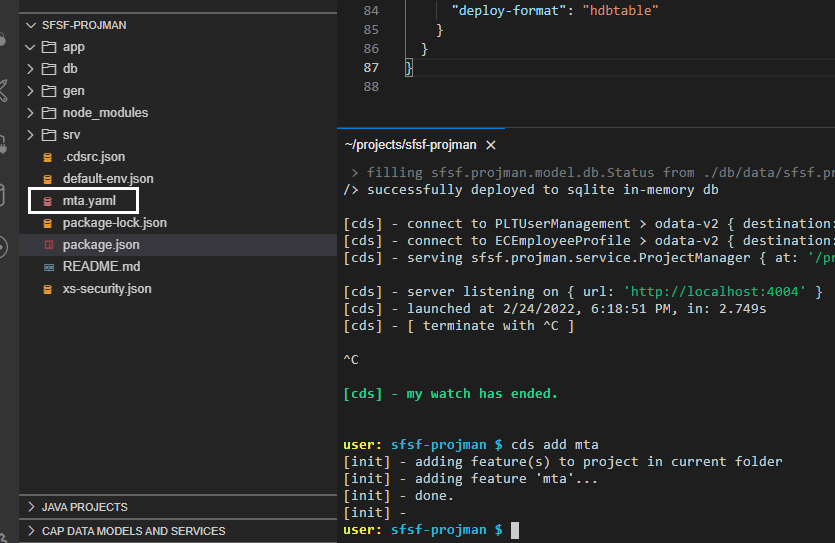 SFSF-PROJMAN
app
db
gen
node_modules
srv
.cdsrc.json
default-env.json
mta.yaml
package-lock.json
package.json
README.md
xs-security.json
JAVA PROJECTS
CAP DATA MODELS AND SERVICES
84 "deploy-format": "hdbtable"
85 }
86 }
87 }
88
~/projects/sfsf-projman ×
> filling sfsf.projman.model.db.Status from ./db/data/sfsf.pr
/> successfully deployed to sqlite in-memory db
[cds] - connect to PLTUserManagement > odata-v2 { destination:
[cds] - connect to ECEmployeeProfile > odata-v2 { destination:
[cds] - serving sfsf.projman.service.ProjectManager { at: '/pr
[cds] - server listening on { url: 'http://localhost:4004' }
[cds] - launched at 2/24/2022, 6:18:51 PM, in: 2.749s
[cds] - [ terminate with ^C ]
^C
[cds] - my watch has ended.
user: sfsf-projman $ cds add mta
[init] - adding feature(s) to project in current folder
[init] - adding feature 'mta'...
[init] - done.
[init] -
user: sfsf-projman $